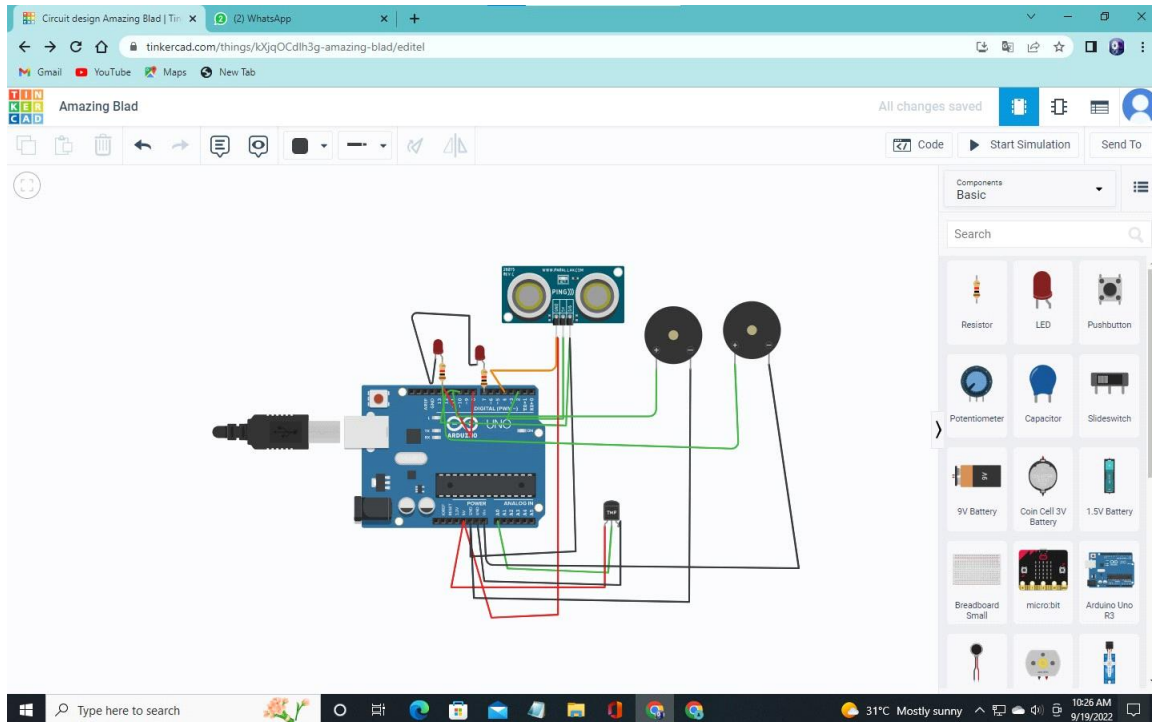 Circuit design Amazing Blad | Tin
(2) WhatsApp
tinkercad.com/things/kXjqOCdlh3g-amazing-blad/editel
Gmail YouTube Maps New Tab
TIN
KER
CAD
Amazing Blad
All changes saved
Code
Start Simulation
Send To
Components
Basic
Search
Resistor LED Pushbutton
Potentiometer Capacitor Slideswitch
9V
9V Battery Coin Cell 3V Battery 1.5V Battery
Breadboard Small micro:bit Arduino Uno R3
WWW.PARALLAX.COM
PING)))
DIGITAL (PWM
UNO
ARDUINO
POWER ANALOG IN
TMP
Type here to search
31°C Mostly sunny
10:26 AM
9/19/2022